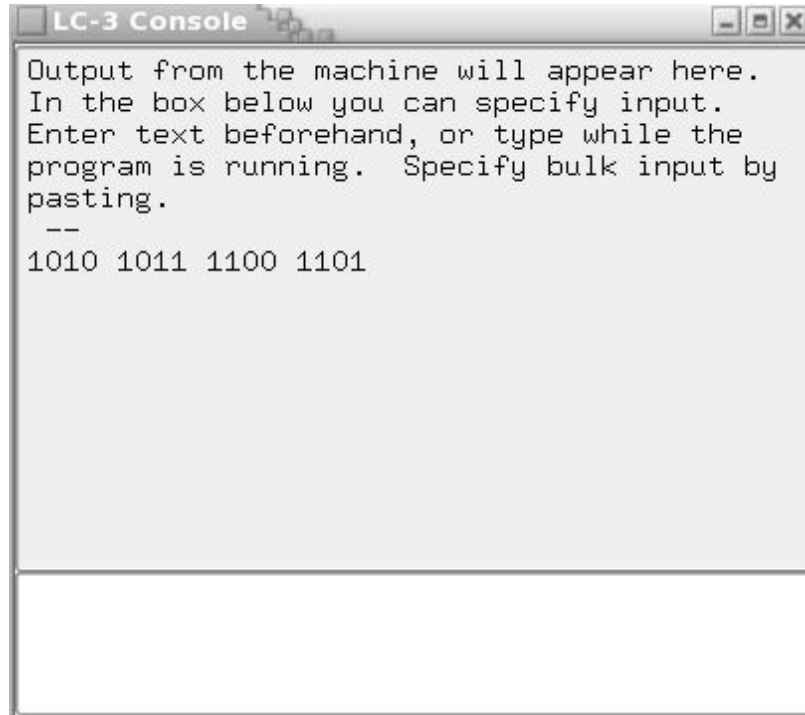 LC-3 Console
Output from the machine will appear here.
In the box below you can specify input.
Enter text beforehand, or type while the
program is running.  Specify bulk input by
pasting.
--
1010 1011 1100 1101